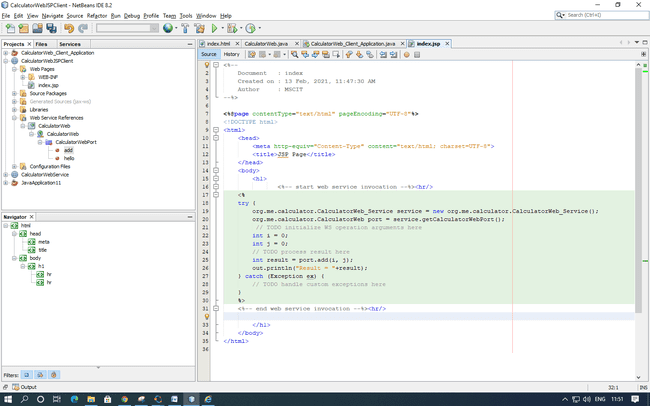 CalculatorWebJSPClient - NetBeans IDE 8.2
File Edit View Navigate Source Refactor Run Debug Profile Team Tools Window Help
Search (Ctrl+I)
Projects Files Services
CalculatorWeb_Client_Application
CalculatorWebJSPClient
Web Pages
WEB-INF
index.jsp
Source Packages
Generated Sources (jax-ws)
Libraries
Web Service References
CalculatorWeb
CalculatorWeb
CalculatorWebPort
add
hello
Configuration Files
CalculatorWebService
JavaApplication11
Navigator
html
head
meta
title
body
h1
hr
hr
Filters:
Output
index.html CalculatorWeb.java CalculatorWeb_Client_Application.java index.jsp
Source History
1 <%--
2 Document : index
3 Created on : 13 Feb, 2021, 11:47:30 AM
4 Author : MSCIT
5 --%>
6
7 <%@page contentType="text/html" pageEncoding="UTF-8"%>
8 <!DOCTYPE html>
9 <html>
10 <head>
11 <meta http-equiv="Content-Type" content="text/html; charset=UTF-8">
12 <title>JSP Page</title>
13 </head>
14 <body>
15 <h1>
16 <%-- start web service invocation --%><hr/>
17 <%
18 try {
19 org.me.calculator.CalculatorWeb_Service service = new org.me.calculator.CalculatorWeb_Service();
20 org.me.calculator.CalculatorWeb port = service.getCalculatorWebPort();
21 // TODO initialize WS operation arguments here
22 int i = 0;
23 int j = 0;
24 // TODO process result here
25 int result = port.add(i, j);
26 out.println("Result = "+result);
27 } catch (Exception ex) {
28 // TODO handle custom exceptions here
29 }
30 %>
31 <%-- end web service invocation --%><hr/>
33 </h1>
34 </body>
35 </html>
36
32:1 INS
ENG 11:51